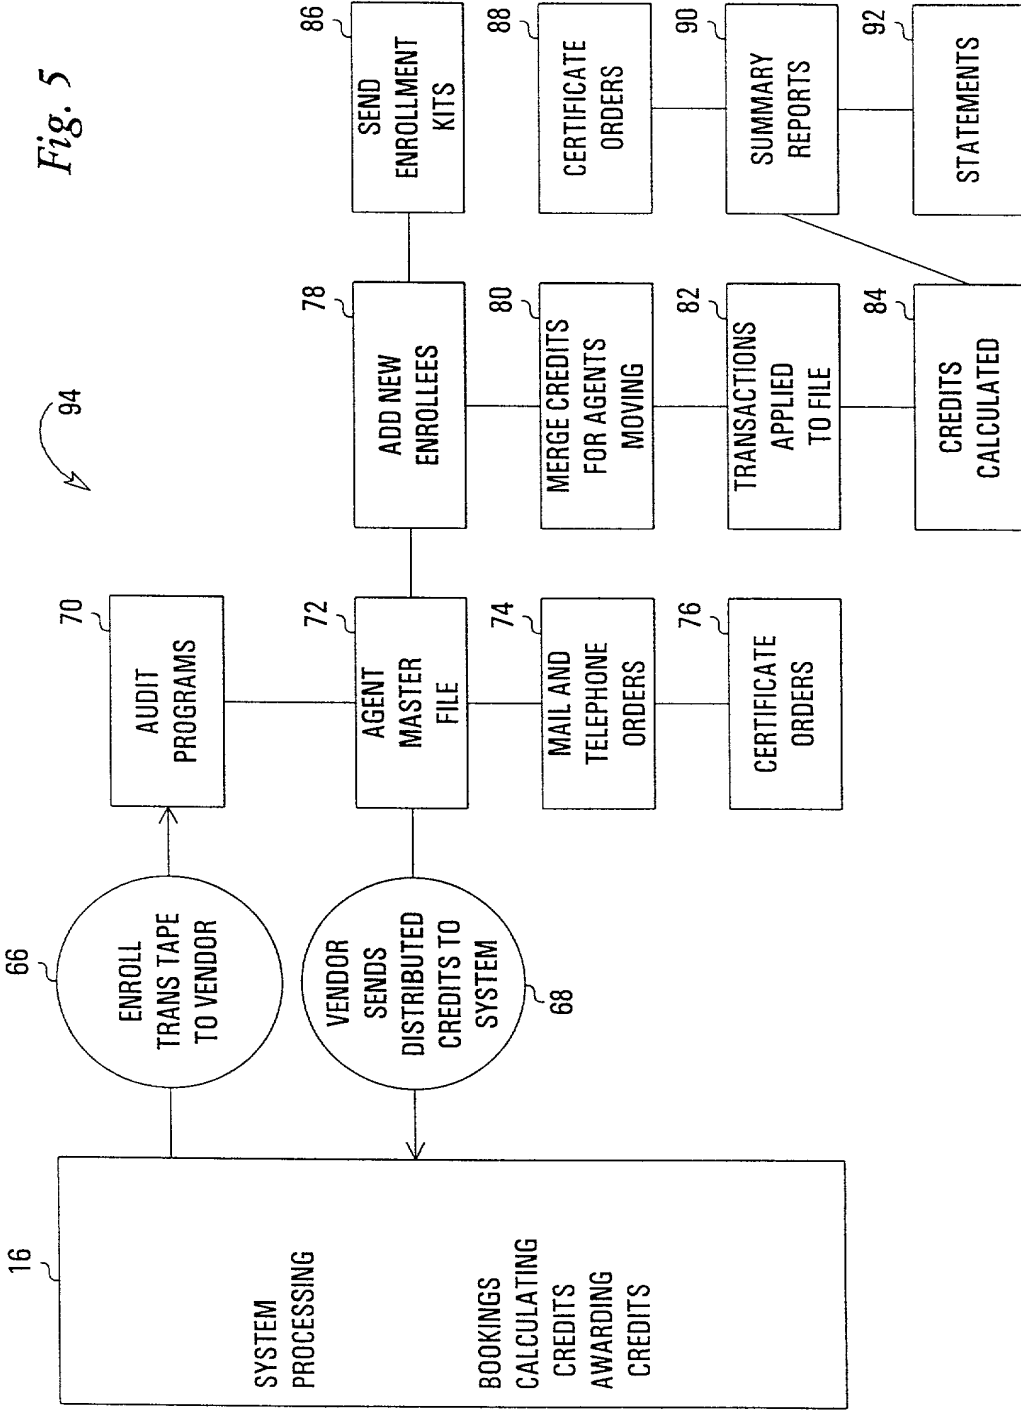 Fig. 5
94
16
SYSTEM
PROCESSING
BOOKINGS
CALCULATING
CREDITS
AWARDING
CREDITS
66
ENROLL
TRANS TAPE
TO VENDOR
VENDOR
SENDS
DISTRIBUTED
CREDITS TO
SYSTEM
68
70
AUDIT
PROGRAMS
72
AGENT
MASTER
FILE
74
MAIL AND
TELEPHONE
ORDERS
76
CERTIFICATE
ORDERS
78
ADD NEW
ENROLLEES
80
MERGE CREDITS
FOR AGENTS
MOVING
82
TRANSACTIONS
APPLIED
TO FILE
84
CREDITS
CALCULATED
86
SEND
ENROLLMENT
KITS
88
CERTIFICATE
ORDERS
90
SUMMARY
REPORTS
92
STATEMENTS